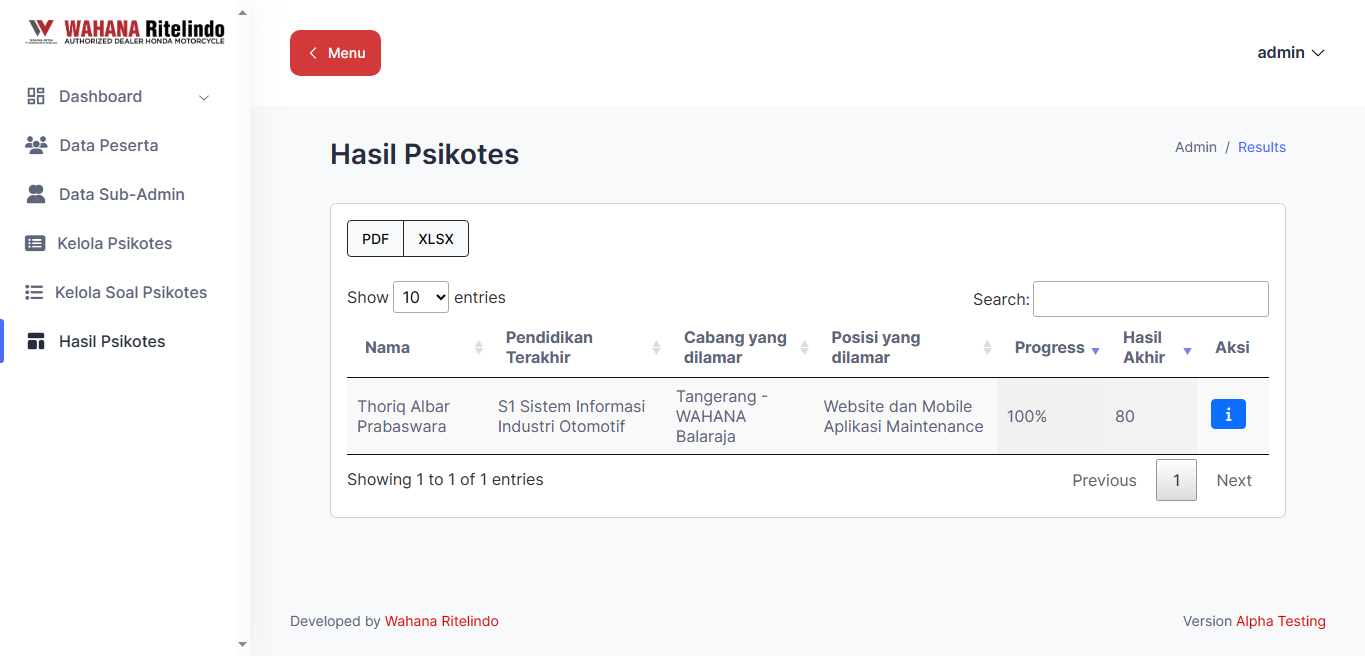 WAHANA Ritelindo
AUTHORIZED DEALER HONDA MOTORCYCLE
Menu
admin
Dashboard
Data Peserta
Data Sub-Admin
Kelola Psikotes
Kelola Soal Psikotes
Hasil Psikotes
Hasil Psikotes
Admin / Results
PDF XLSX
Show 10 entries
Search:
Nama
Pendidikan
Terakhir
Cabang yang
dilamar
Posisi yang
dilamar
Progress
Hasil
Akhir
Aksi
Thoriq Albar
Prabaswara
S1 Sistem Informasi
Industri Otomotif
Tangerang -
WAHANA
Balaraja
Website dan Mobile
Aplikasi Maintenance
100%
80
Showing 1 to 1 of 1 entries
Previous 1 Next
Developed by Wahana Ritelindo
Version Alpha Testing